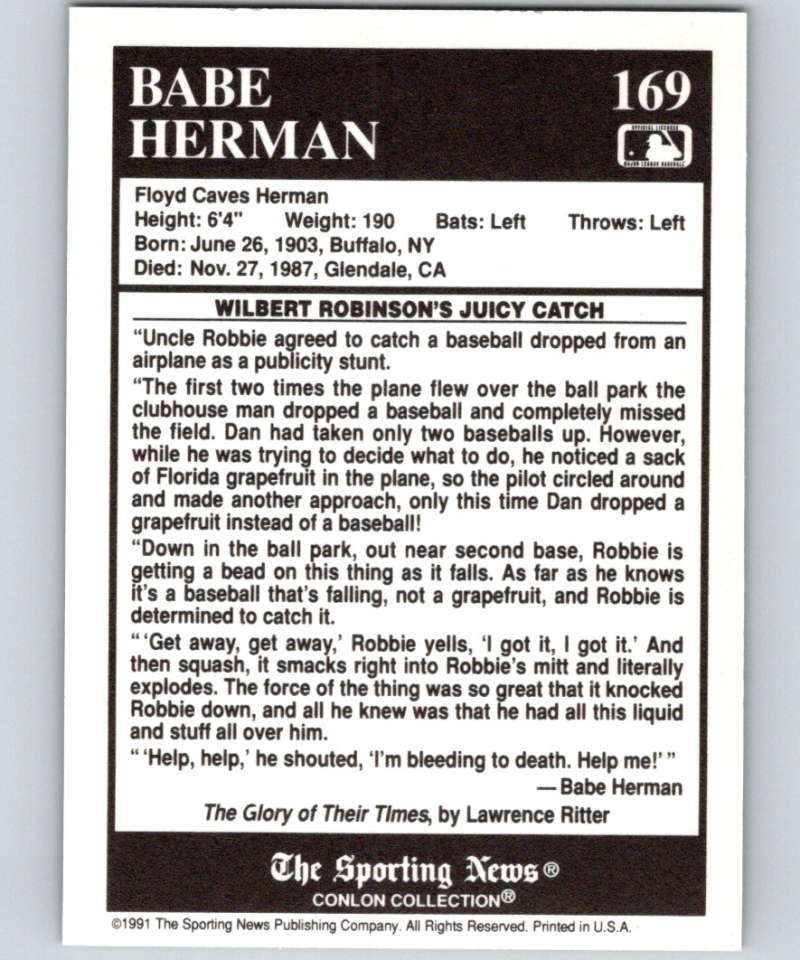 BABE
HERMAN
169
OFFICIAL LICENSEE
MAJOR LEAGUE BASEBALL
Floyd Caves Herman
Height: 6'4" Weight: 190 Bats: Left Throws: Left
Born: June 26, 1903, Buffalo, NY
Died: Nov. 27, 1987, Glendale, CA
WILBERT ROBINSON'S JUICY CATCH
“Uncle Robbie agreed to catch a baseball dropped from an
airplane as a publicity stunt.
“The first two times the plane flew over the ball park the
clubhouse man dropped a baseball and completely missed
the field. Dan had taken only two baseballs up. However,
while he was trying to decide what to do, he noticed a sack
of Florida grapefruit in the plane, so the pilot circled around
and made another approach, only this time Dan dropped a
grapefruit instead of a baseball!
“Down in the ball park, out near second base, Robbie is
getting a bead on this thing as it falls. As far as he knows
it's a baseball that's falling, not a grapefruit, and Robbie is
determined to catch it.
“ ‘Get away, get away,’ Robbie yells, ‘I got it, I got it.’ And
then squash, it smacks right into Robbie's mitt and literally
explodes. The force of the thing was so great that it knocked
Robbie down, and all he knew was that he had all this liquid
and stuff all over him.
“ ‘Help, help,’ he shouted, ‘I'm bleeding to death. Help me!’ ”
— Babe Herman
The Glory of Their TImes, by Lawrence Ritter
The Sporting News®
CONLON COLLECTION®
©1991 The Sporting News Publishing Company. All Rights Reserved. Printed in U.S.A.